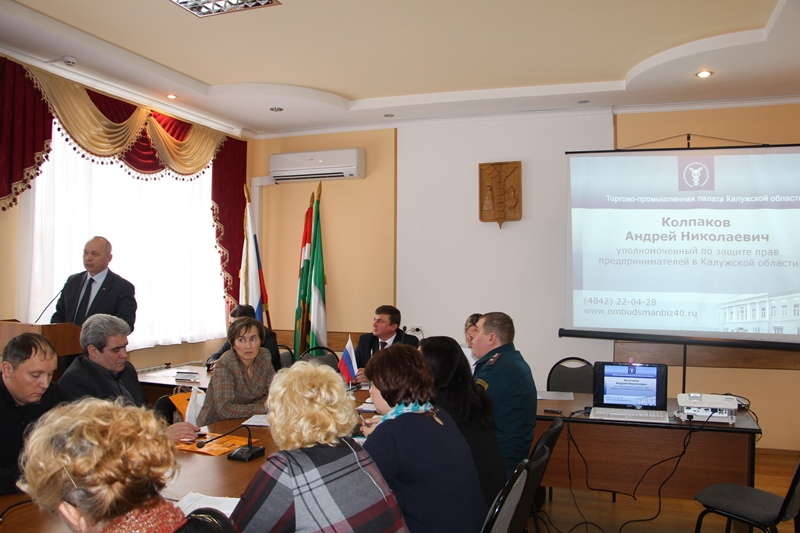 Торгово-промышленная палата Калужской области
Колпаков
Андрей Николаевич
уполномоченный по защите прав
предпринимателей в Калужской области
(4842) 22-04-28
www.ombudsmanbiz40.ru